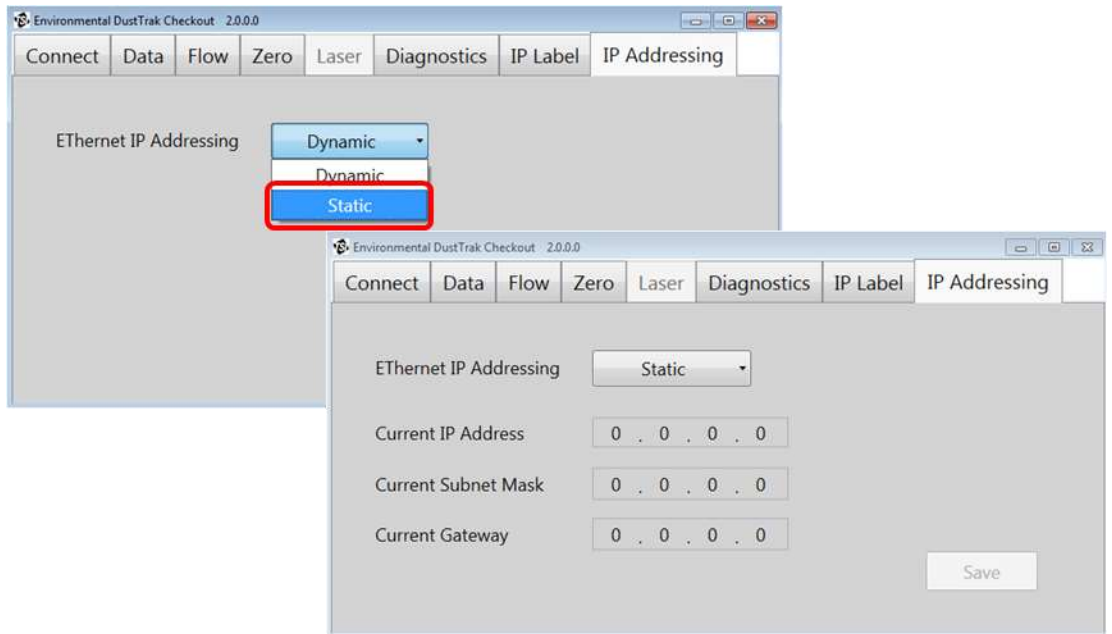 Environmental DustTrak Checkout 2.0.0.0
Connect Data Flow Zero Laser Diagnostics IP Label IP Addressing
EThernet IP Addressing Dynamic
Dynamic
Static
Environmental DustTrak Checkout 2.0.0.0
Connect Data Flow Zero Laser Diagnostics IP Label IP Addressing
EThernet IP Addressing Static
Current IP Address 0 . 0 . 0 . 0
Current Subnet Mask 0 . 0 . 0 . 0
Current Gateway 0 . 0 . 0 . 0
Save